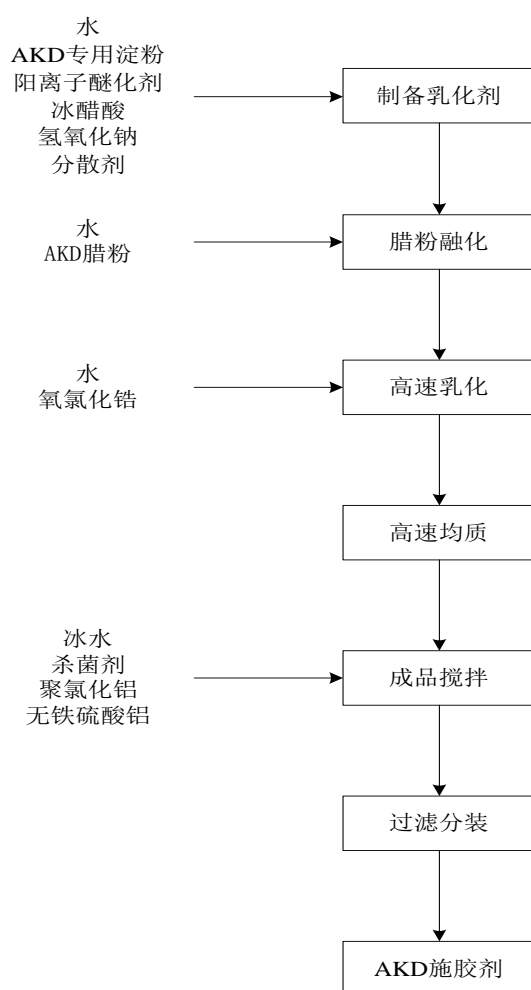 水
AKD专用淀粉
阳离子醚化剂
冰醋酸
氢氧化钠
分散剂
制备乳化剂
水
AKD腊粉
腊粉融化
水
氧氯化锆
高速乳化
高速均质
冰水
杀菌剂
聚氯化铝
无铁硫酸铝
成品搅拌
过滤分装
AKD施胶剂